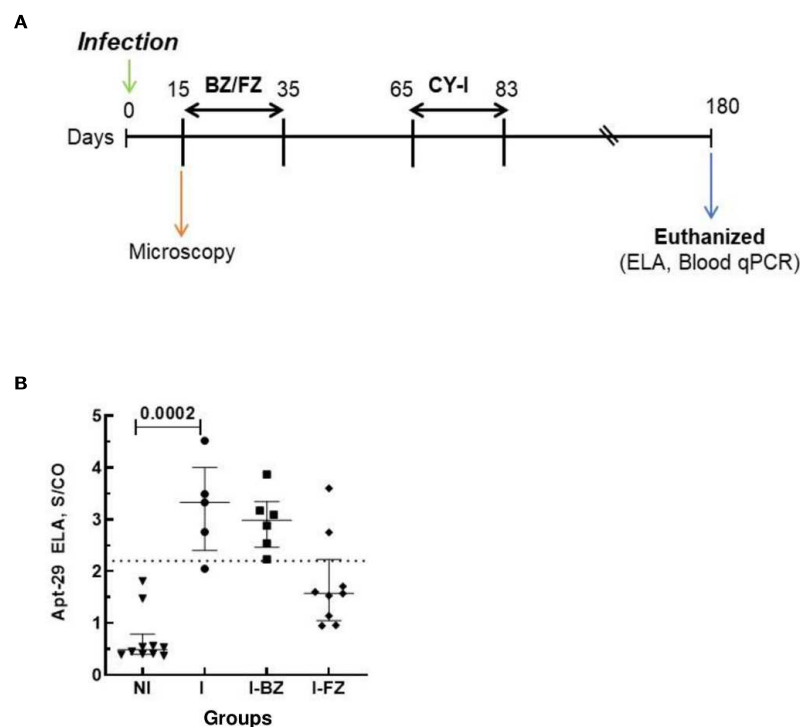 A
Infection
15 BZ/FZ 35 65 CY-I 83
0 180
Days
Microscopy
Euthanized
(ELA, Blood qPCR)
B
0.0002
5
4
3
2
1
0
Apt-29 ELA, S/CO
NI I I-BZ I-FZ
Groups